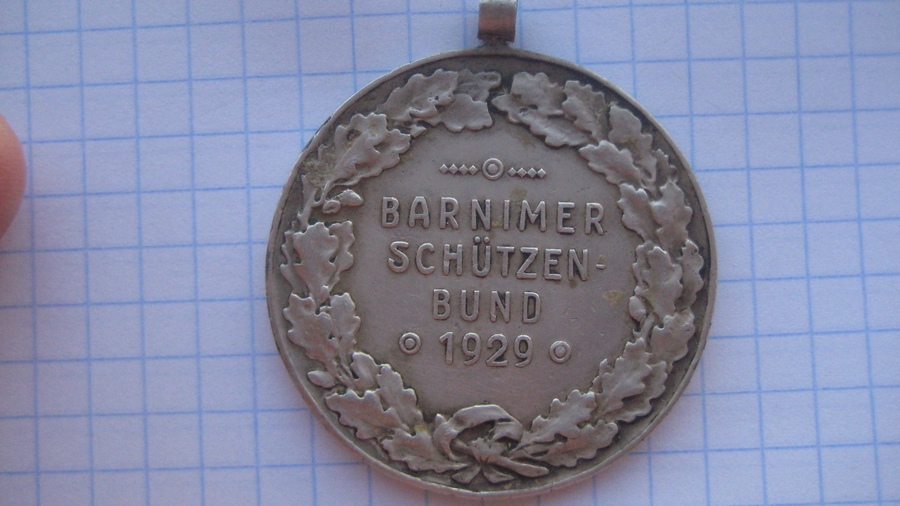 BARNIMER
SCHÜTZEN-
BUND
1929